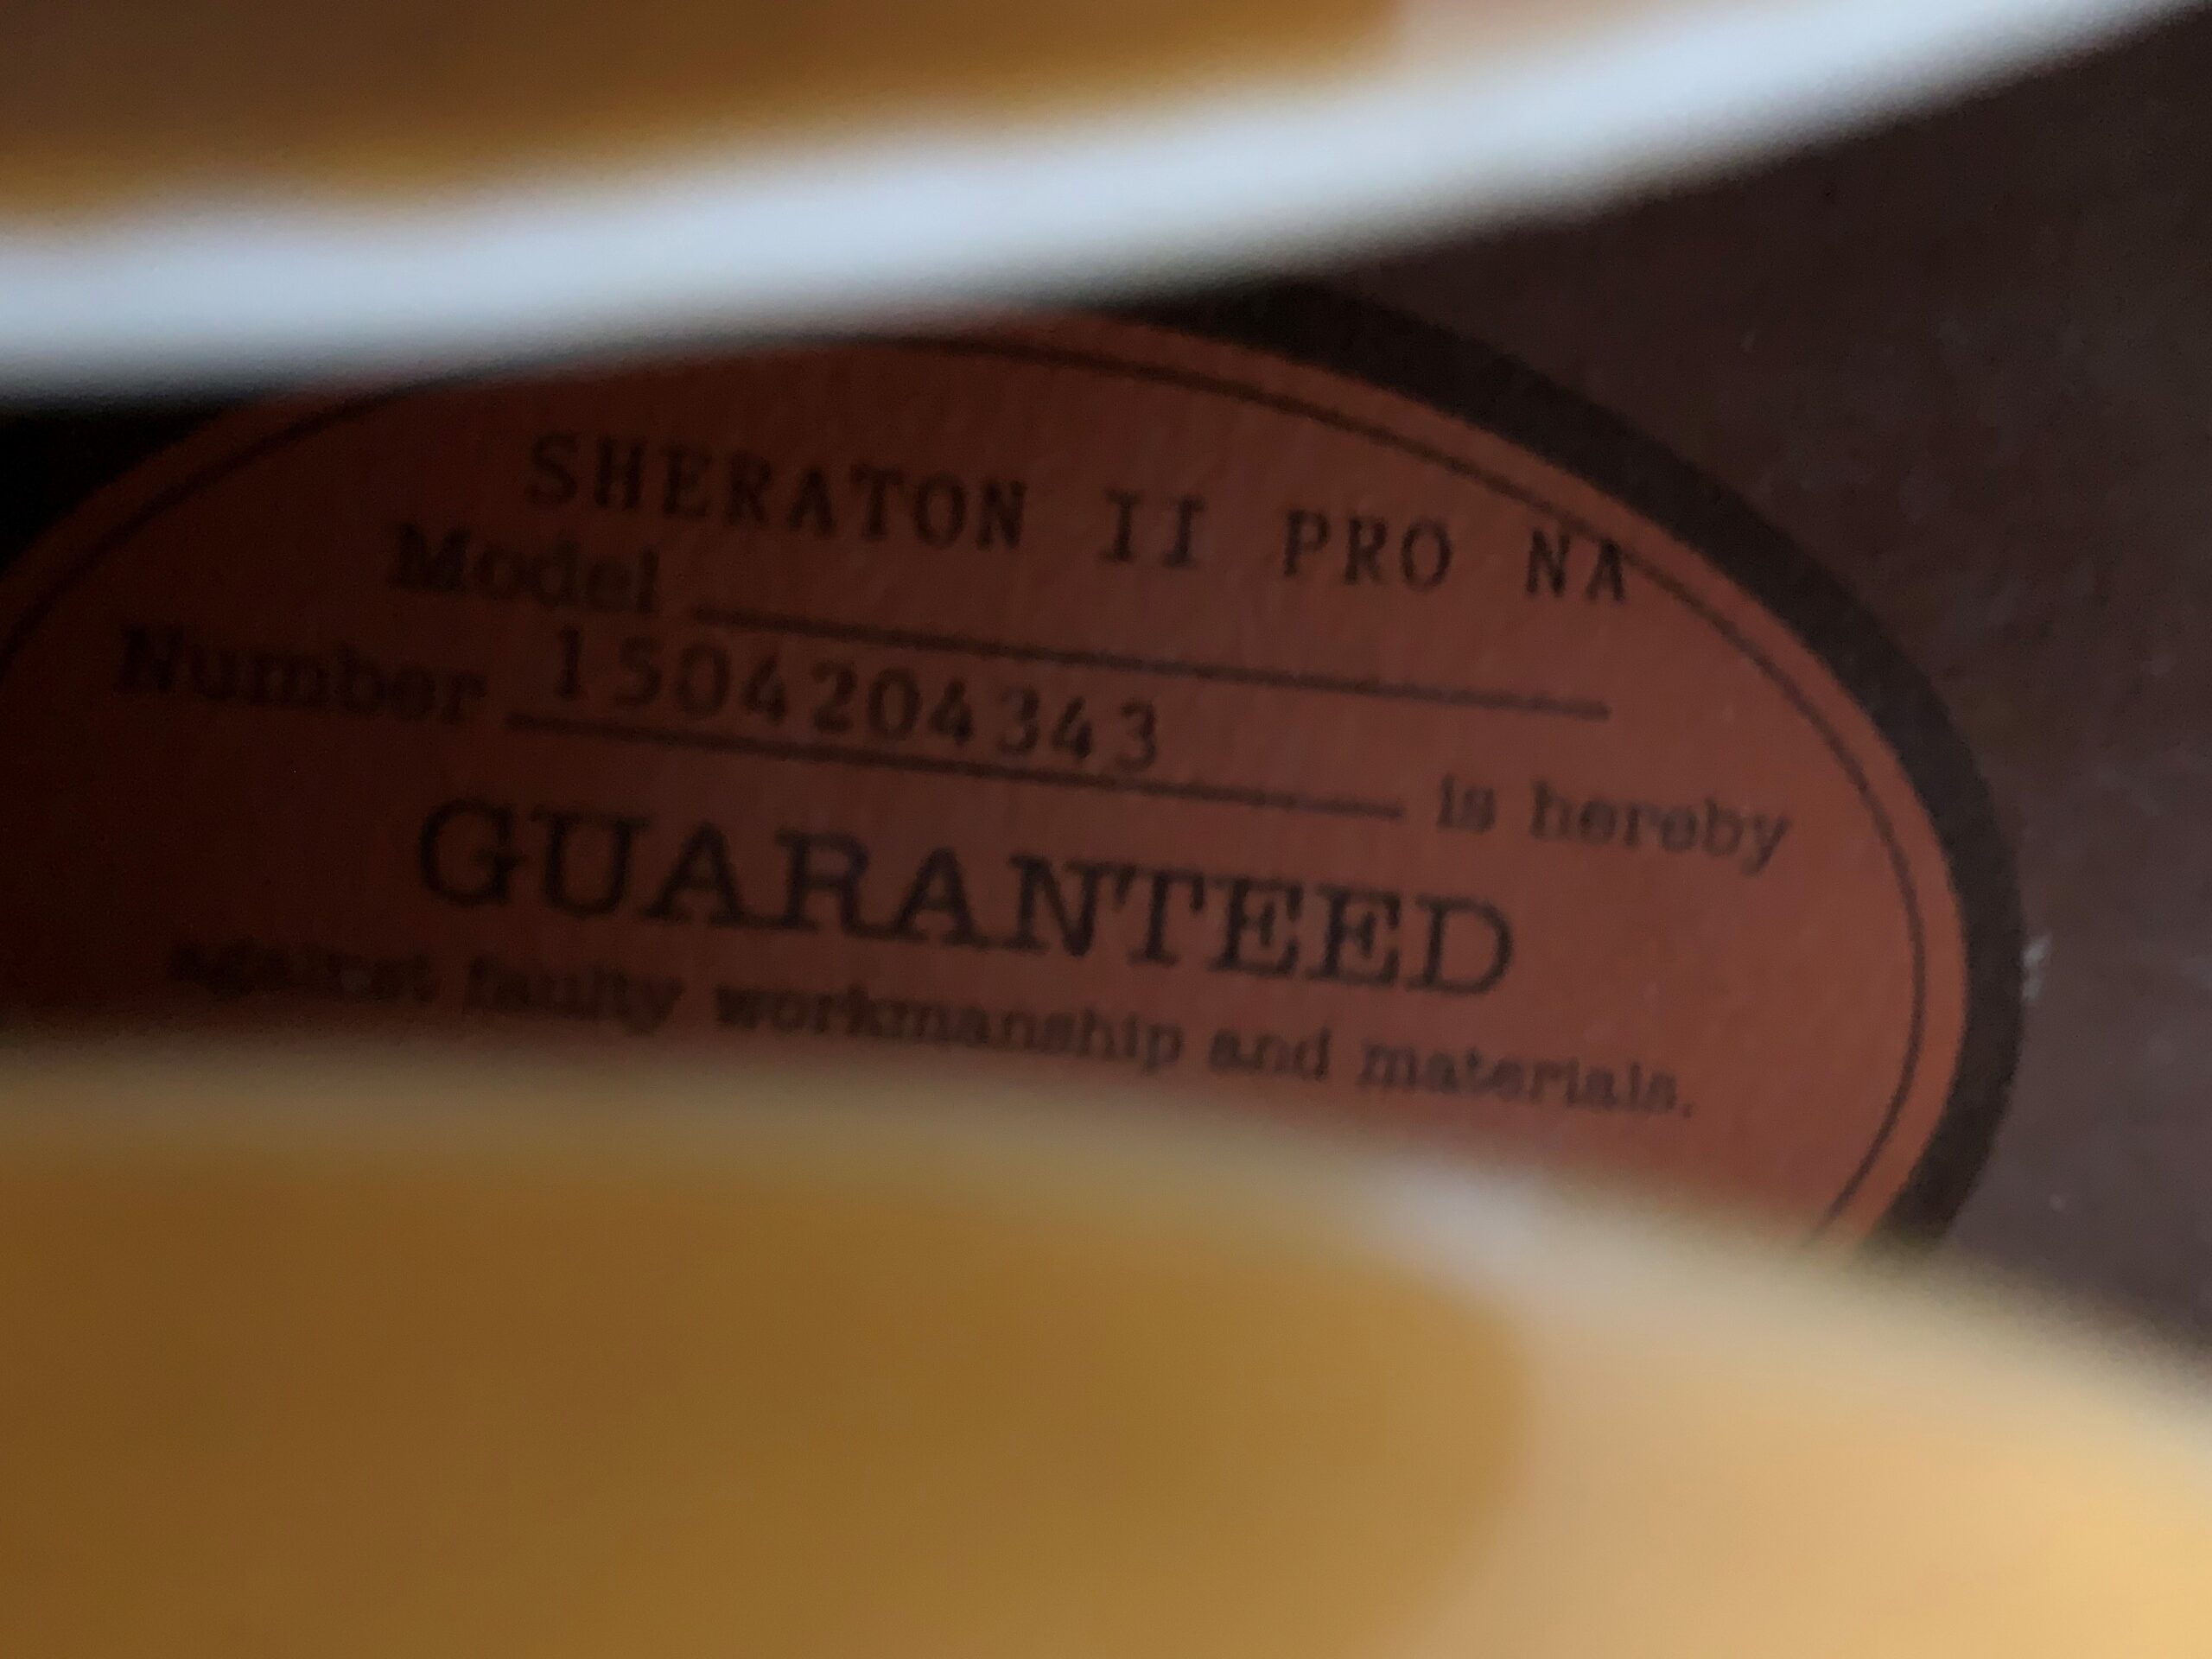 SHERATON II PRO NA
Model
Number 1504204343 is hereby
GUARANTEED
against faulty workmanship and materials.